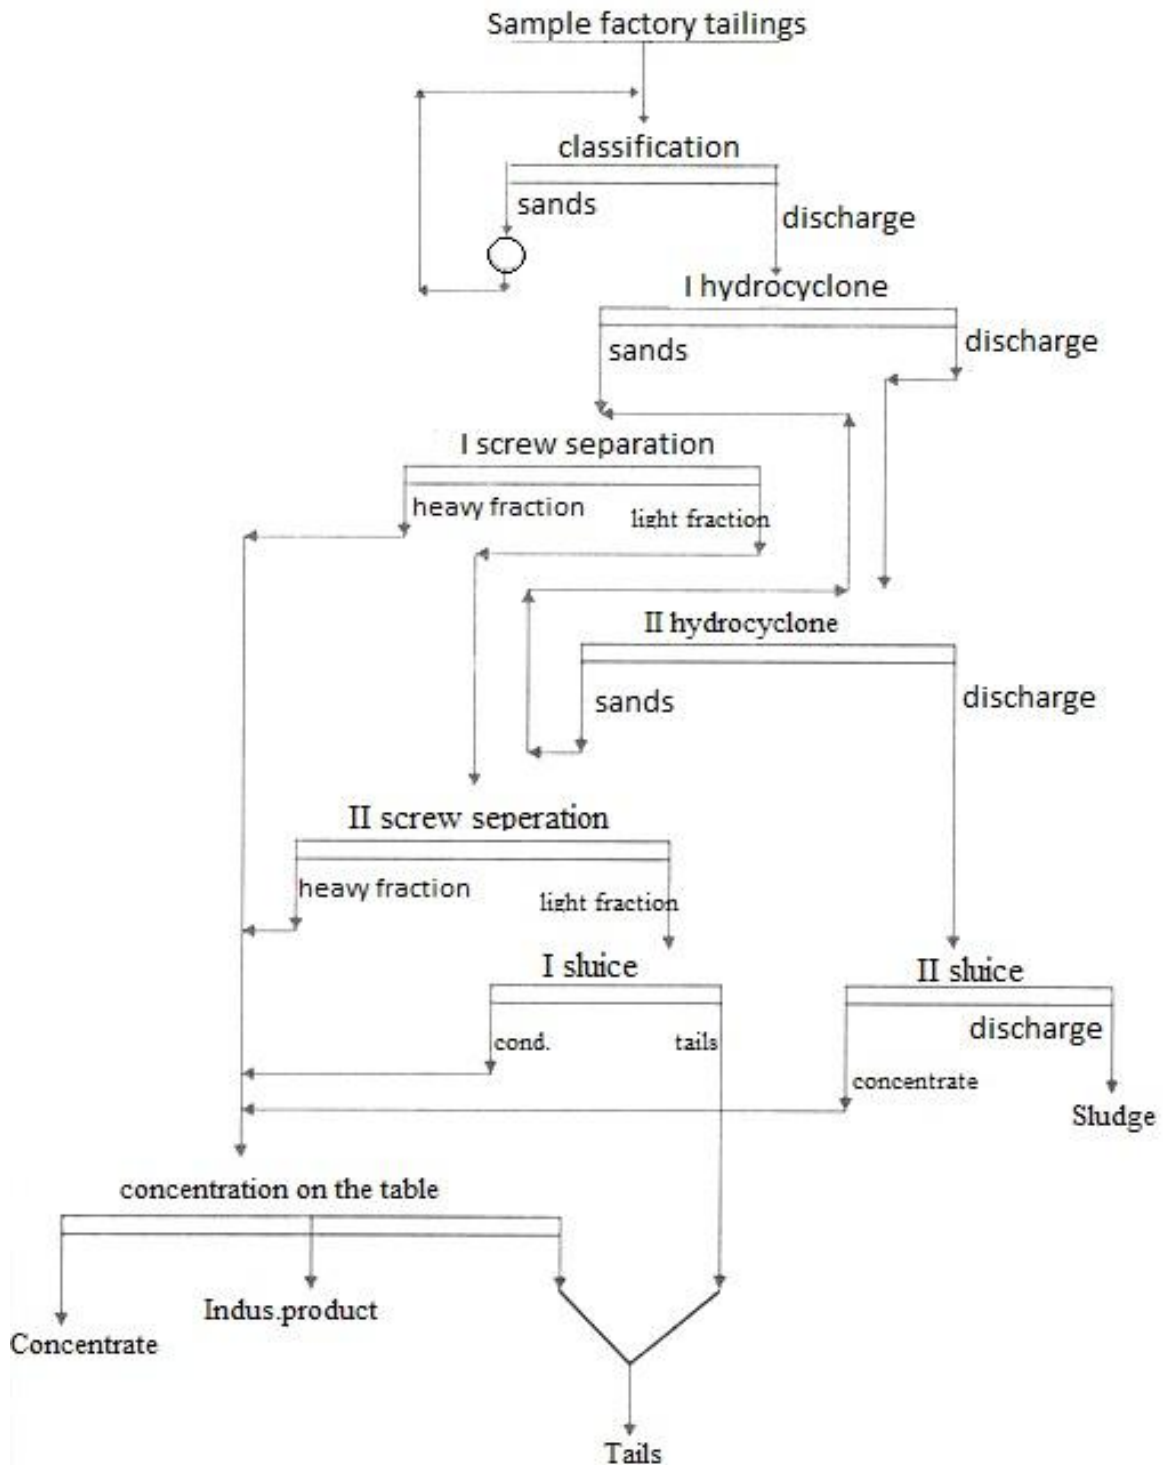 Sample factory tailings
classification
sands
discharge
I hydrocyclone
sands
discharge
I screw separation
heavy fraction
light fraction
II hydrocyclone
sands
discharge
II screw seperation
heavy fraction
light fraction
I sluice
II sluice
cond.
tails
discharge
concentrate
Sludge
concentration on the table
Indus.product
Concentrate
Tails